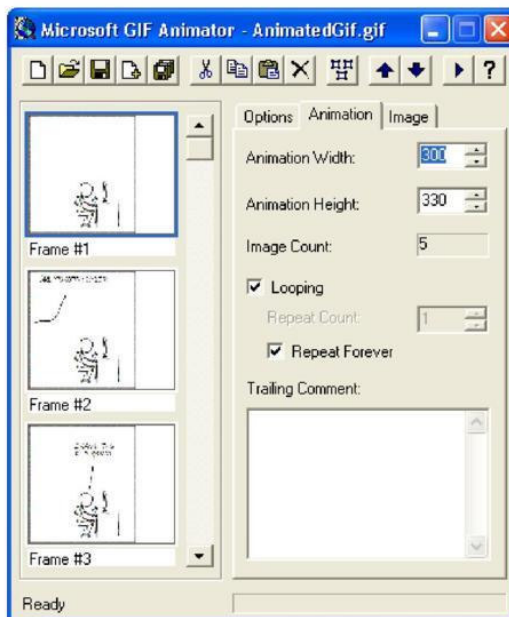 Microsoft GIF Animator - AnimatedGif.gif
Options Animation Image
Animation Width: 300
Animation Height: 330
Image Count: 5
Looping
Repeat Count: 1
Repeat Forever
Trailing Comment:
Frame #1
Frame #2
Frame #3
Ready